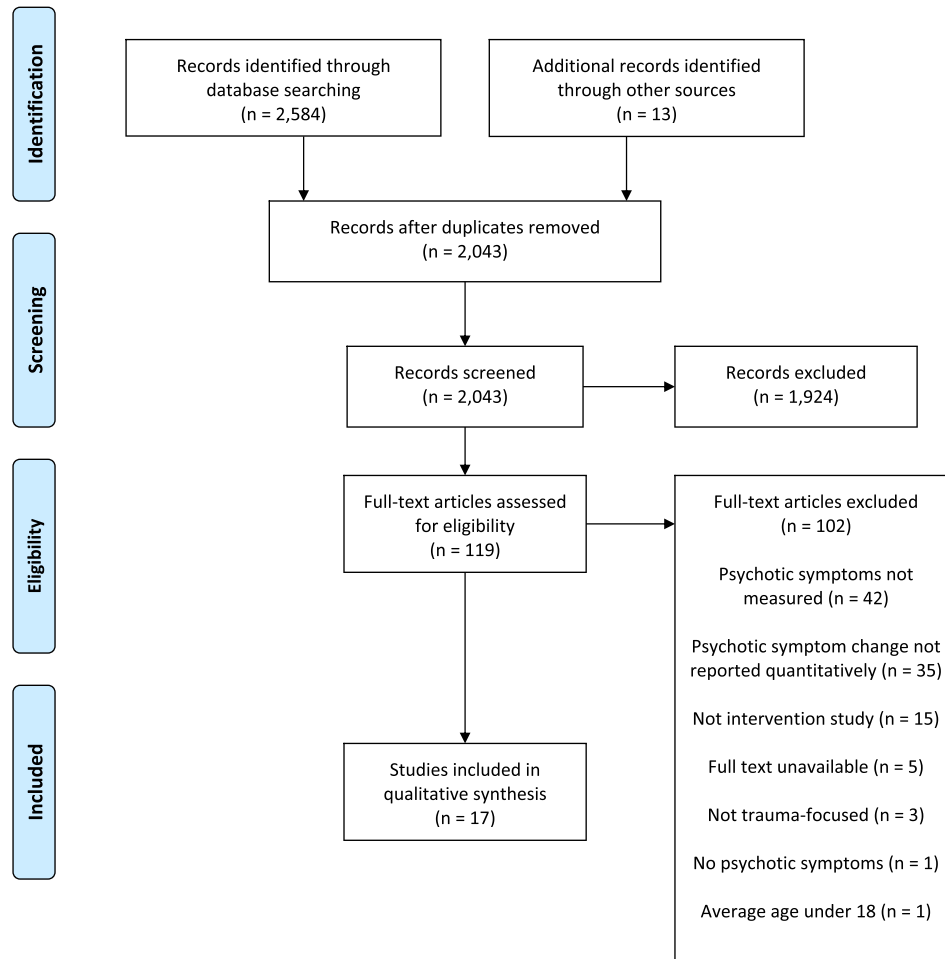 Identification
Records identified through
database searching
(n = 2,584)
Additional records identified
through other sources
(n = 13)
Records after duplicates removed
(n = 2,043)
Screening
Records screened
(n = 2,043)
Records excluded
(n = 1,924)
Eligibility
Full-text articles assessed
for eligibility
(n = 119)
Full-text articles excluded
(n = 102)
Psychotic symptoms not
measured (n = 42)
Psychotic symptom change not
reported quantitatively (n = 35)
Not intervention study (n = 15)
Full text unavailable (n = 5)
Not trauma-focused (n = 3)
No psychotic symptoms (n = 1)
Average age under 18 (n = 1)
Included
Studies included in
qualitative synthesis
(n = 17)